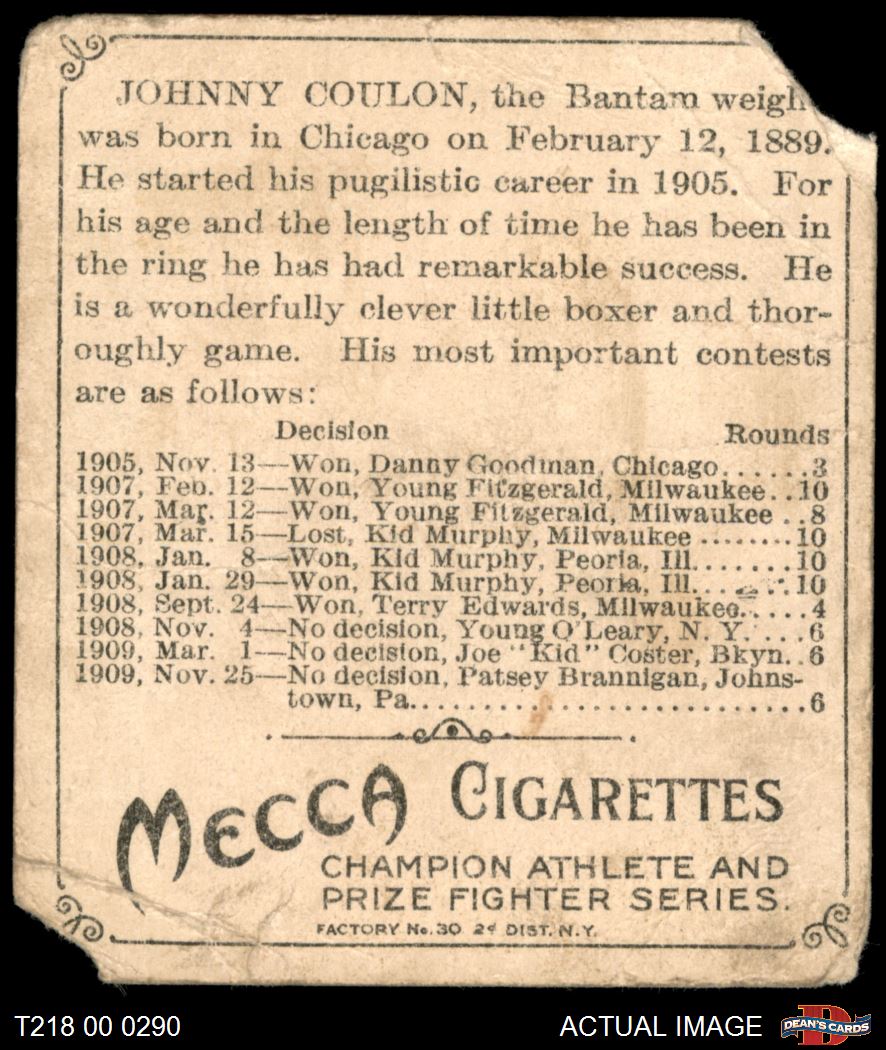 JOHNNY COULON, the Bantam weigh
was born in Chicago on February 12, 1889.
He started his pugilistic career in 1905. For
his age and the length of time he has been in
the ring he has had remarkable success. He
is a wonderfully clever little boxer and thor-
oughly game. His most important contests
are as follows:
Decision Rounds
1905, Nov. 13—Won, Danny Goodman, Chicago......3
1907, Feb. 12—Won, Young Fitzgerald, Milwaukee..10
1907, Mar. 12—Won, Young Fitzgerald, Milwaukee ..8
1907, Mar. 15—Lost, Kid Murphy, Milwaukee ........10
1908, Jan. 8—Won, Kid Murphy, Peoria, Ill.......10
1908, Jan. 29—Won, Kid Murphy, Peoria, Ill.......10
1908, Sept. 24—Won, Terry Edwards, Milwaukee.....4
1908, Nov. 4—No decision, Young O'Leary, N. Y....6
1909, Mar. 1—No decision, Joe "Kid" Coster, Bkyn..6
1909, Nov. 25—No decision, Patsey Brannigan, Johns-
town, Pa.............................6
MECCA CIGARETTES
CHAMPION ATHLETE AND
PRIZE FIGHTER SERIES.
FACTORY No. 30 2d DIST. N.Y.
T218 00 0290 ACTUAL IMAGE D DEAN'S CARDS